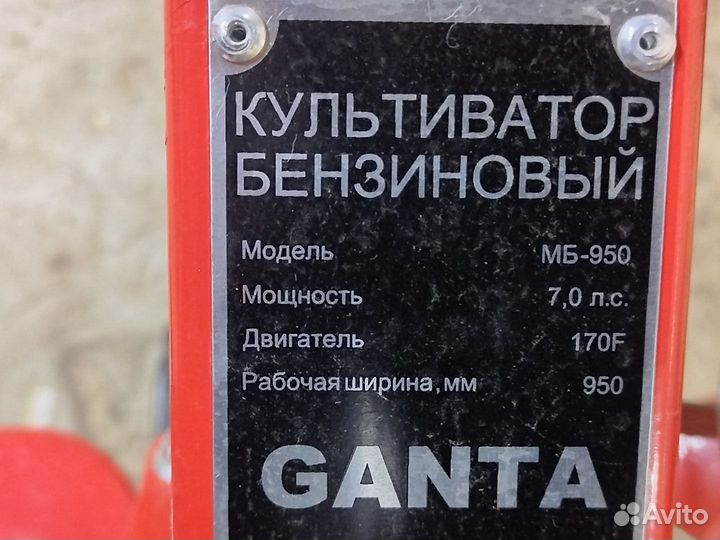 КУЛЬТИВАТОР
БЕНЗИНОВЫЙ
Модель МБ-950
Мощность 7,0 л.с.
Двигатель 170F
Рабочая ширина, мм 950
GANTA
Avito